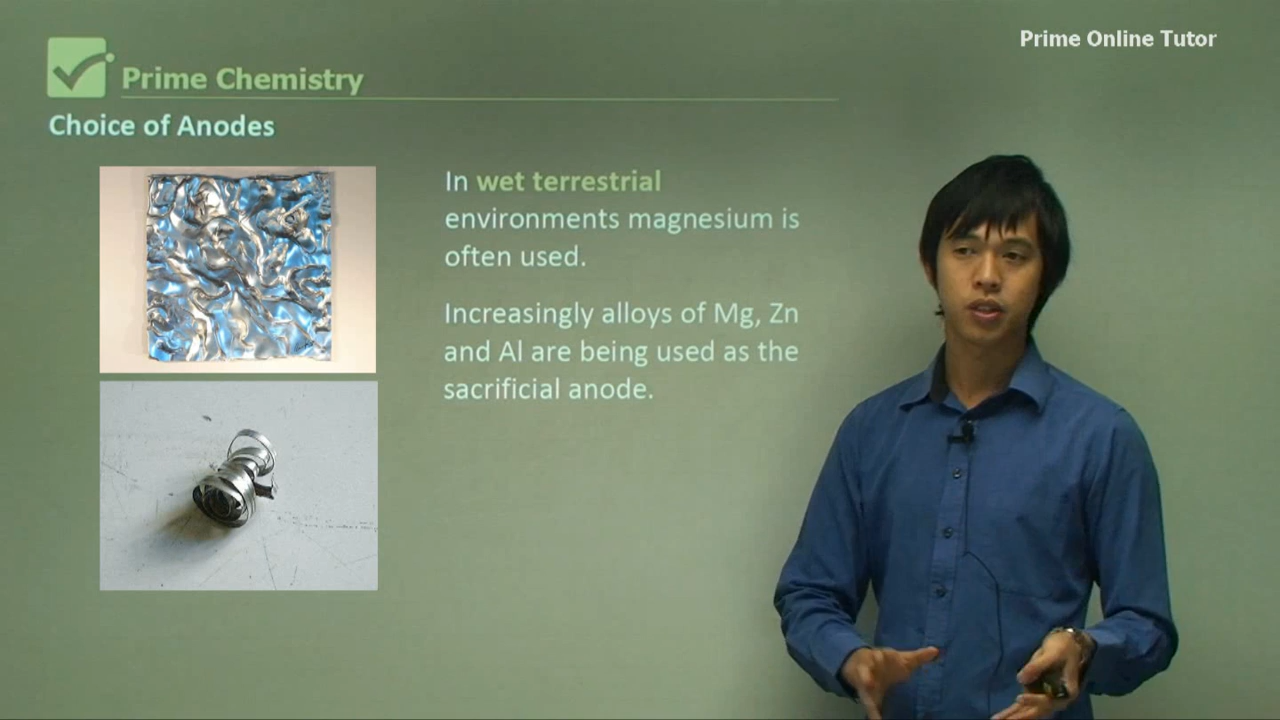 Prime Online Tutor
Prime Chemistry
Choice of Anodes
In wet terrestrial
environments magnesium is
often used.
Increasingly alloys of Mg, Zn
and Al are being used as the
sacrificial anode.